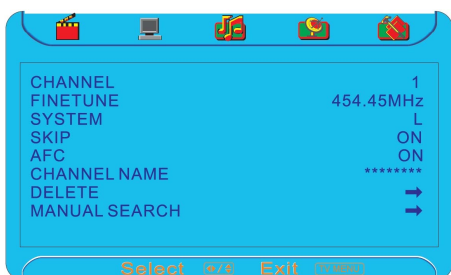 CHANNEL 1
FINETUNE 454.45MHz
SYSTEM L
SKIP ON
AFC ON
CHANNEL NAME ********
DELETE ➡
MANUAL SEARCH ➡
Select Exit